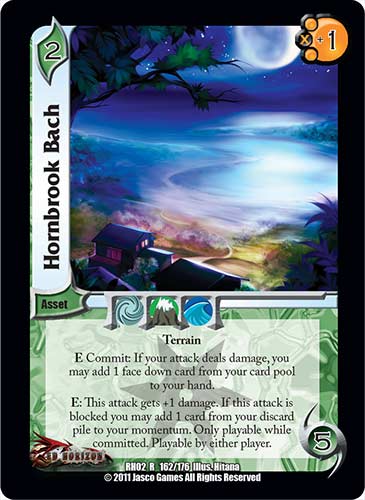 2
+1
Hornbrook Bach
Asset
Terrain
E Commit: If your attack deals damage, you
may add 1 face down card from your card pool
to your hand.
E: This attack gets +1 damage. If this attack is
blocked you may add 1 card from your discard
pile to your momentum. Only playable while
committed. Playable by either player.
5
RED HORIZON
RH02 R 162/176 Illus. Hitana
© 2011 Jasco Games All Rights Reserved